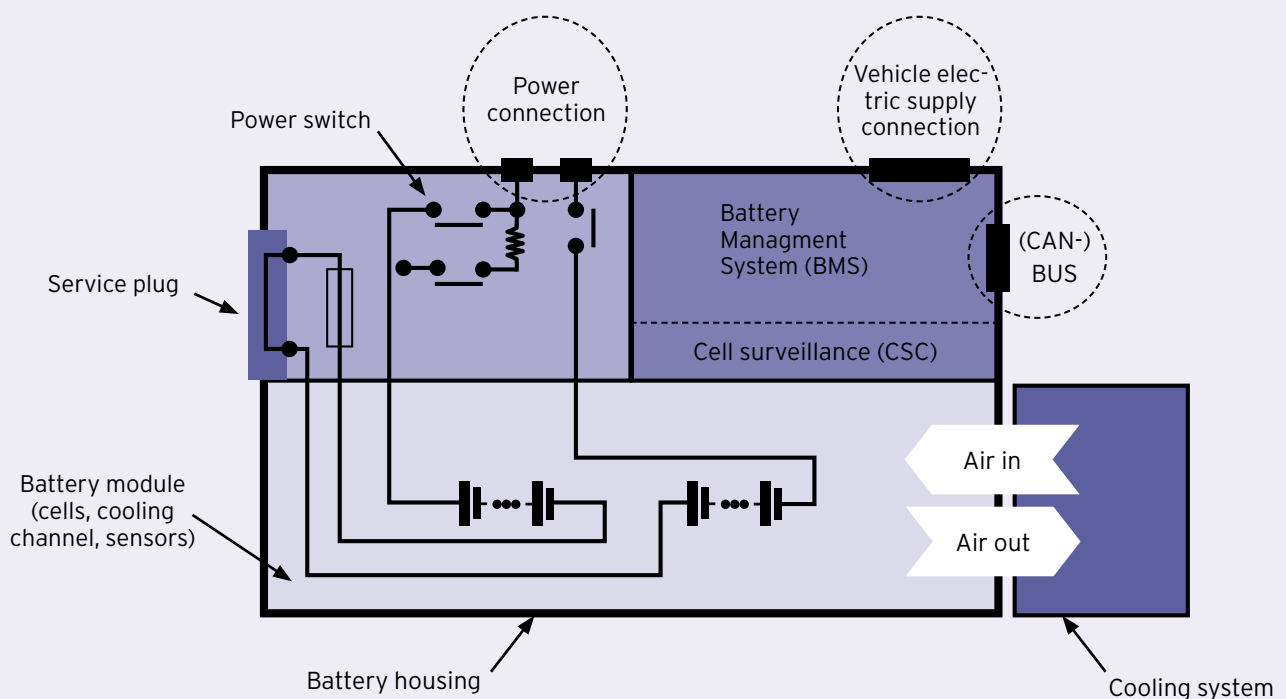 Power
connection
Vehicle elec-
tric supply
connection
Power switch
Battery
Managment
System (BMS)
(CAN-)
BUS
Service plug
Cell surveillance (CSC)
Air in
Battery module
(cells, cooling
channel, sensors)
Air out
Battery housing
Cooling system